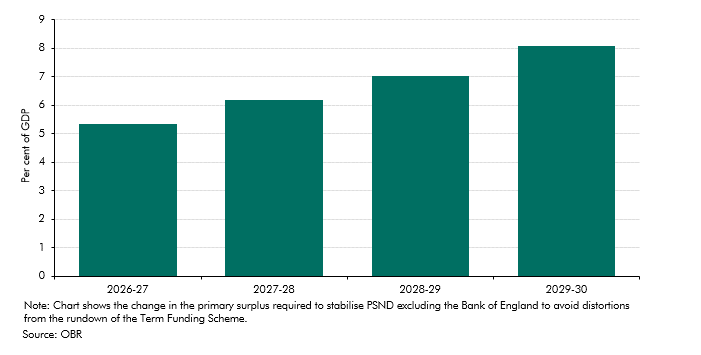 9
8
7
6
5
4
3
2
1
0
Per cent of GDP
2026-27 2027-28 2028-29 2029-30
Note: Chart shows the change in the primary surplus required to stabilise PSND excluding the Bank of England to avoid distortions
from the rundown of the Term Funding Scheme.
Source: OBR